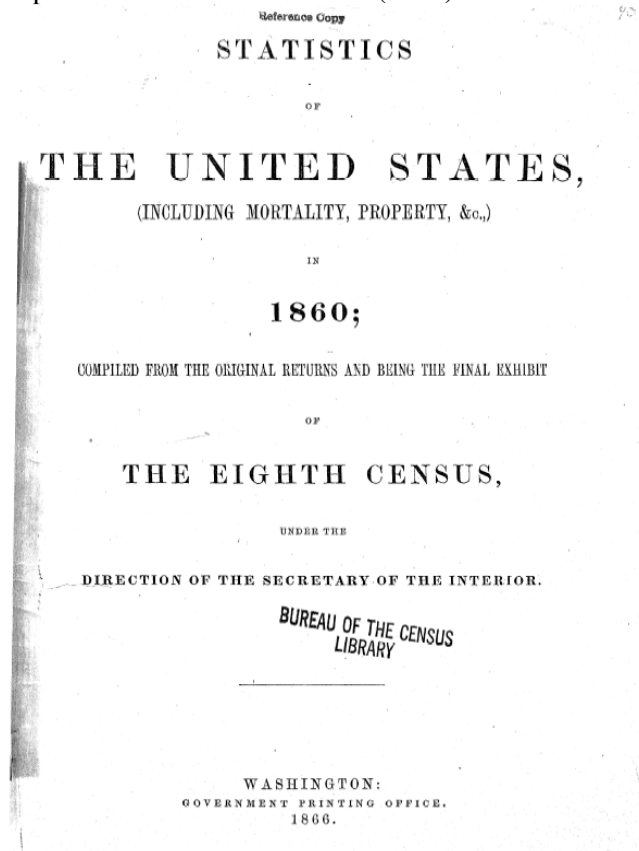 Reference Copy
STATISTICS
OF
THE UNITED STATES,
(INCLUDING MORTALITY, PROPERTY, &c.,)
IN
1860;
COMPILED FROM THE ORIGINAL RETURNS AND BEING THE FINAL EXHIBIT
OF
THE EIGHTH CENSUS,
UNDER THE
DIRECTION OF THE SECRETARY OF THE INTERIOR.
BUREAU OF THE CENSUS
LIBRARY
WASHINGTON:
GOVERNMENT PRINTING OFFICE.
1866.